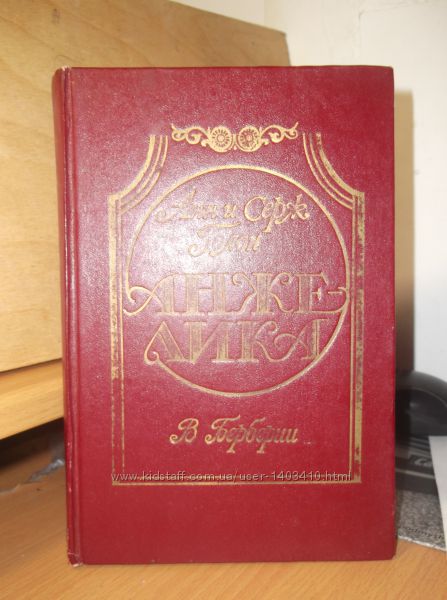 Анн и Серж
Голон
АНЖЕ-
ЛИКА
В Берберии
www.kidstaff.com.ua/user-1403410.html